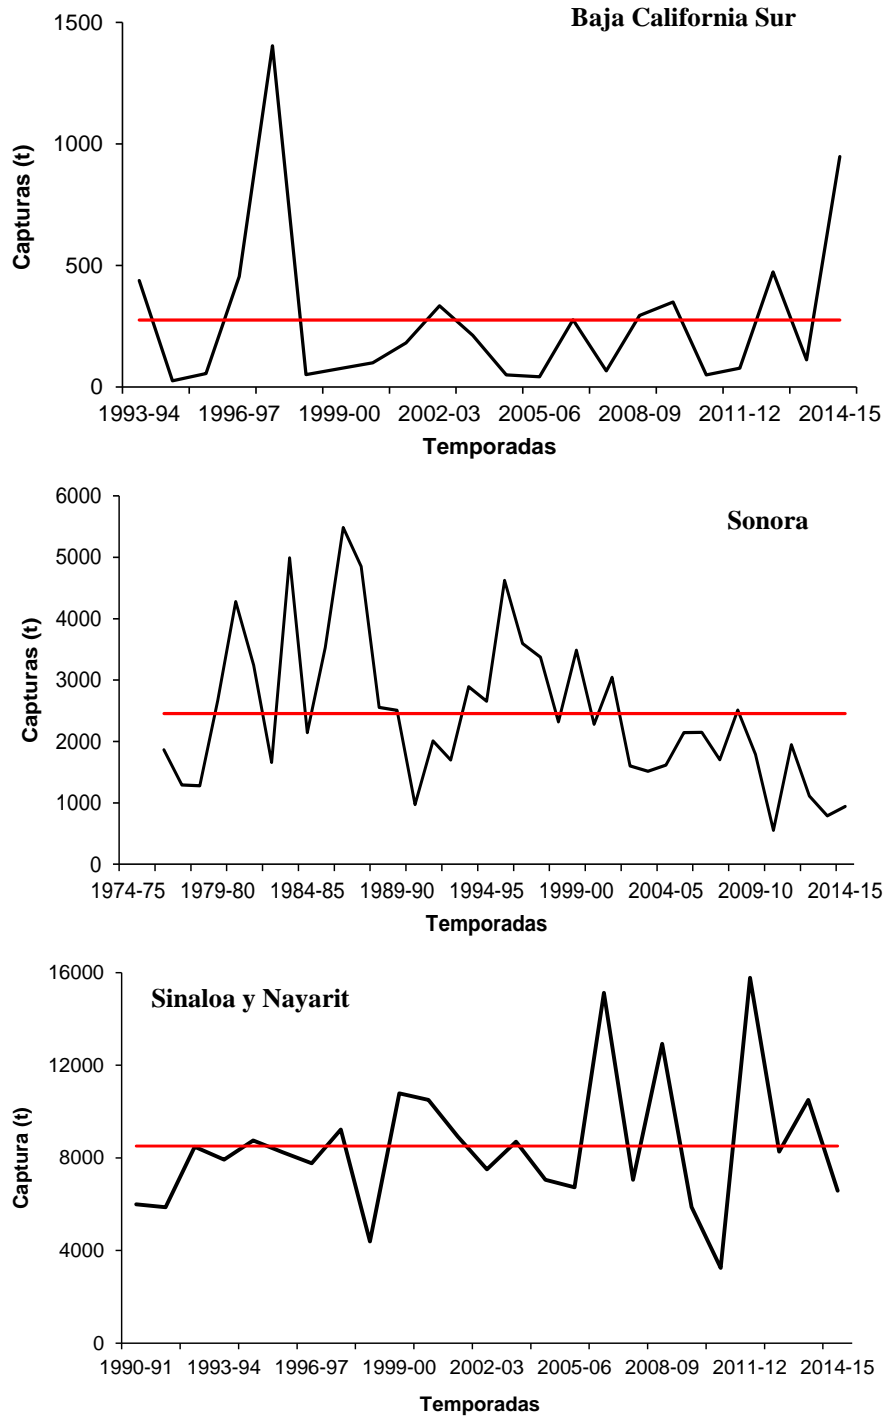 Baja California Sur
1500
1000
500
0
Capturas (t)
1993-94 1996-97 1999-00 2002-03 2005-06 2008-09 2011-12 2014-15
Temporadas
Sonora
6000
5000
4000
3000
2000
1000
0
Capturas (t)
1974-75 1979-80 1984-85 1989-90 1994-95 1999-00 2004-05 2009-10 2014-15
Temporadas
Sinaloa y Nayarit
16000
12000
8000
4000
0
Captura (t)
1990-91 1993-94 1996-97 1999-00 2002-03 2005-06 2008-09 2011-12 2014-15
Temporadas